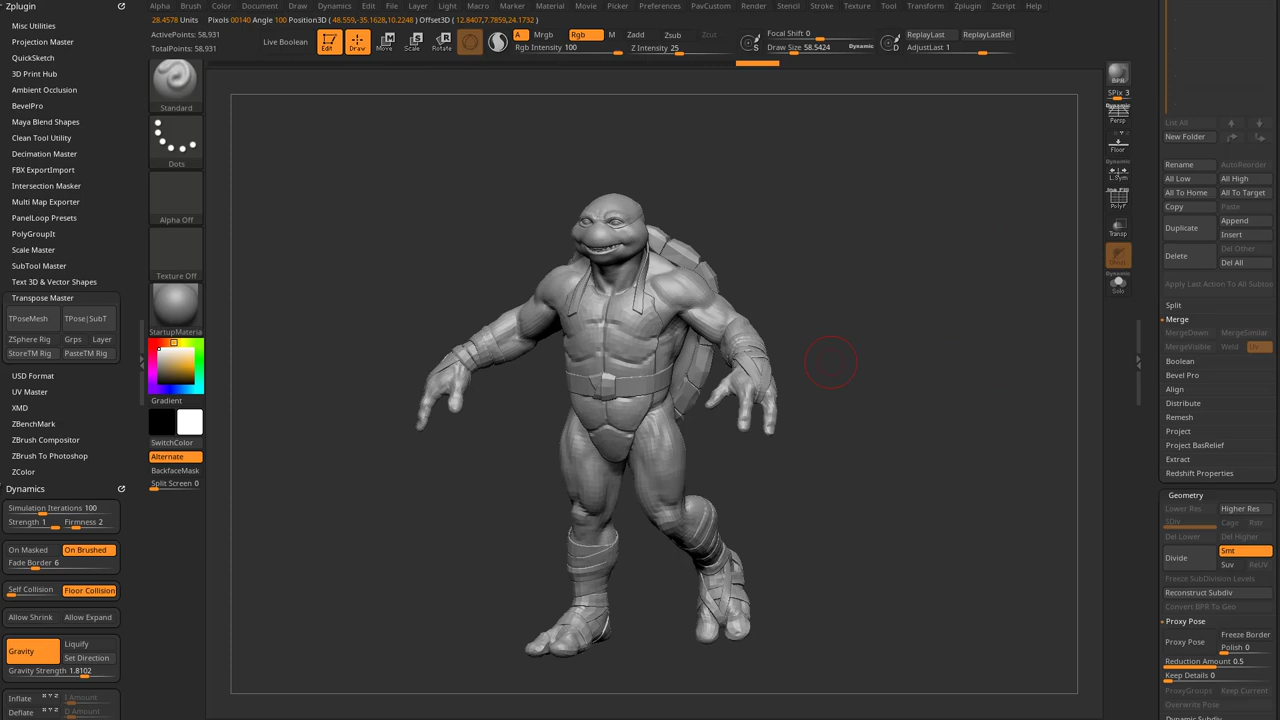 Zplugin
Misc Utilities
Projection Master
QuickSketch
3D Print Hub
Ambient Occlusion
BevelPro
Maya Blend Shapes
Clean Tool Utility
Decimation Master
FBX ExportImport
Intersection Masker
Multi Map Exporter
PanelLoop Presets
PolyGroupIt
Scale Master
SubTool Master
Text 3D & Vector Shapes
Transpose Master
TPoseMesh TPose|SubT
ZSphere Rig Grps Layer
StoreTM Rig PasteTM Rig
USD Format
UV Master
XMD
ZBenchMark
ZBrush Compositor
ZBrush To Photoshop
ZColor
Dynamics
Simulation Iterations 100
Strength 1 Firmness 2
On Masked On Brushed
Fade Border 6
Self Collision Floor Collision
Allow Shrink Allow Expand
Gravity Liquify
Set Direction
Gravity Strength 1.8102
Inflate
Deflate
Alpha Brush Color Document Draw Dynamics Edit File Layer Light Macro Marker Material Movie Picker Preferences PavCustom Render Stencil Stroke Texture Tool Transform Zplugin Zscript Help
28.4578 Units Pixols 00140 Angle 100 Position3D ( 48.559,-35.1628,10.2248 ) Offset3D ( 12.8407,7.7859,24.1732 )
ActivePoints: 58,931
TotalPoints: 58,931
Live Boolean
Edit Draw Move Scale Rotate
A Mrgb Rgb M Zadd Zsub Zcut
Rgb Intensity 100 Z Intensity 25
S Focal Shift 0
Draw Size 58.5424 Dynamic
D ReplayLast ReplayLastRel
AdjustLast 1
Standard
Dots
Alpha Off
Texture Off
StartupMateria
Gradient
SwitchColor
Alternate
BackfaceMask
Split Screen 0
BPR
SPix 3
Dynamic
Persp
Floor
Dynamic
L.Sym
PolyF
Transp
Dynamic
Solo
List All
New Folder
Rename AutoReorder
All Low All High
All To Home All To Target
Copy Paste
Duplicate Append
Insert
Delete Del Other
Del All
Apply Last Action To All Subtoo
Split
Merge
MergeDown MergeSimilar
MergeVisible Weld Uv
Boolean
Bevel Pro
Align
Distribute
Remesh
Project
Project BasRelief
Extract
Redshift Properties
Geometry
Lower Res Higher Res
SDiv Cage Rstr
Del Lower Del Higher
Divide Smt
Suv ReUV
Freeze SubDivision Levels
Reconstruct Subdiv
Convert BPR To Geo
Proxy Pose
Proxy Pose Freeze Border
Polish 0
Reduction Amount 0.5
Keep Details 0
ProxyGroups Keep Current
Overwrite Pose